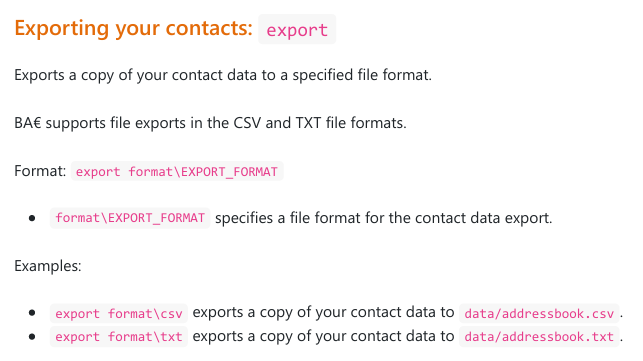 Exporting your contacts: export
Exports a copy of your contact data to a specified file format.
BA€ supports file exports in the CSV and TXT file formats.
Format: export format\EXPORT_FORMAT
• format\EXPORT_FORMAT specifies a file format for the contact data export.
Examples:
• export format\csv exports a copy of your contact data to data/addressbook.csv .
• export format\txt exports a copy of your contact data to data/addressbook.txt .